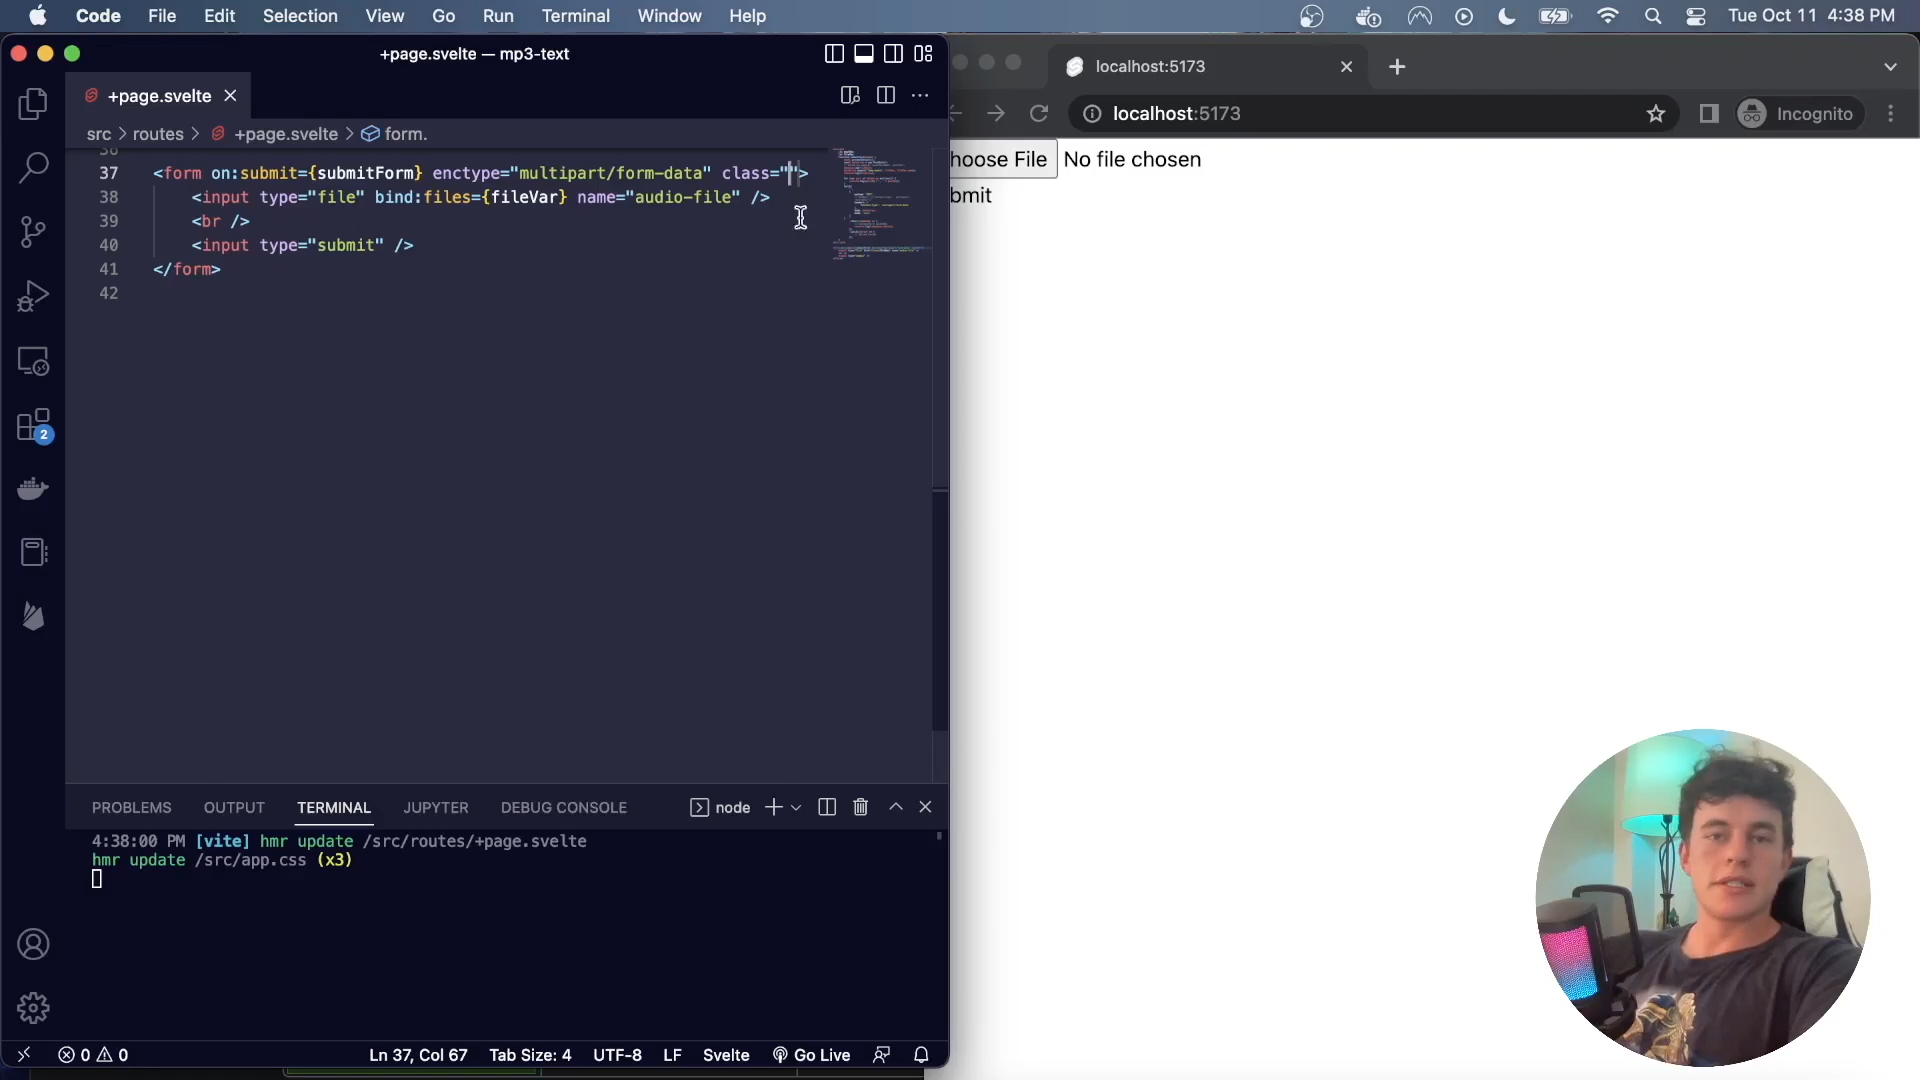 Code File Edit Selection View Go Run Terminal Window Help Tue Oct 11 4:38 PM
+page.svelte — mp3-text
localhost:5173
+page.svelte
localhost:5173
Incognito
src > routes > +page.svelte > form.
36
37 <form on:submit={submitForm} enctype="multipart/form-data" class="">
38 <input type="file" bind:files={fileVar} name="audio-file" />
39 <br />
40 <input type="submit" />
41 </form>
42
hoose File No file chosen
bmit
2
PROBLEMS OUTPUT TERMINAL JUPYTER DEBUG CONSOLE node
4:38:00 PM [vite] hmr update /src/routes/+page.svelte
hmr update /src/app.css (x3)
0 0 Ln 37, Col 67 Tab Size: 4 UTF-8 LF Svelte Go Live